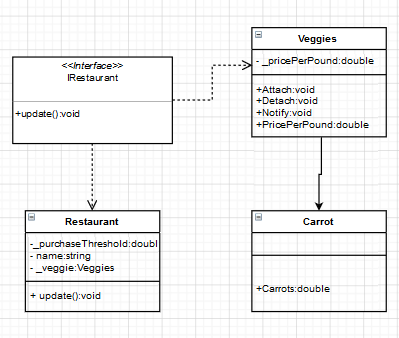 <<Interface>>
IRestaurant
+update():void
Veggies
- _pricePerPound:double
+Attach:void
+Detach:void
+Notify:void
+PricePerPound:double
Restaurant
-_purchaseThreshold:doubl
- name:string
- _veggie:Veggies
+ update():void
Carrot
+Carrots:double